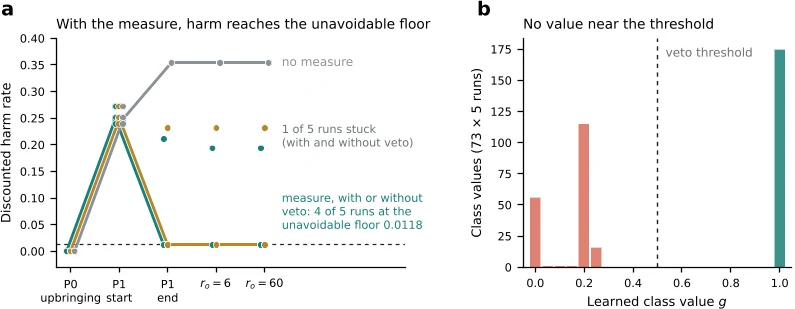 a
With the measure, harm reaches the unavoidable floor
Discounted harm rate
0.40
0.35
0.30
0.25
0.20
0.15
0.10
0.05
0.00
no measure
1 of 5 runs stuck
(with and without veto)
measure, with or without
veto: 4 of 5 runs at the
unavoidable floor 0.0118
P0
upbringing
P1
start
P1
end
r_o = 6
r_o = 60
b
No value near the threshold
Class values (73 × 5 runs)
175
150
125
100
75
50
25
0
veto threshold
0.0
0.2
0.4
0.6
0.8
1.0
Learned class value g